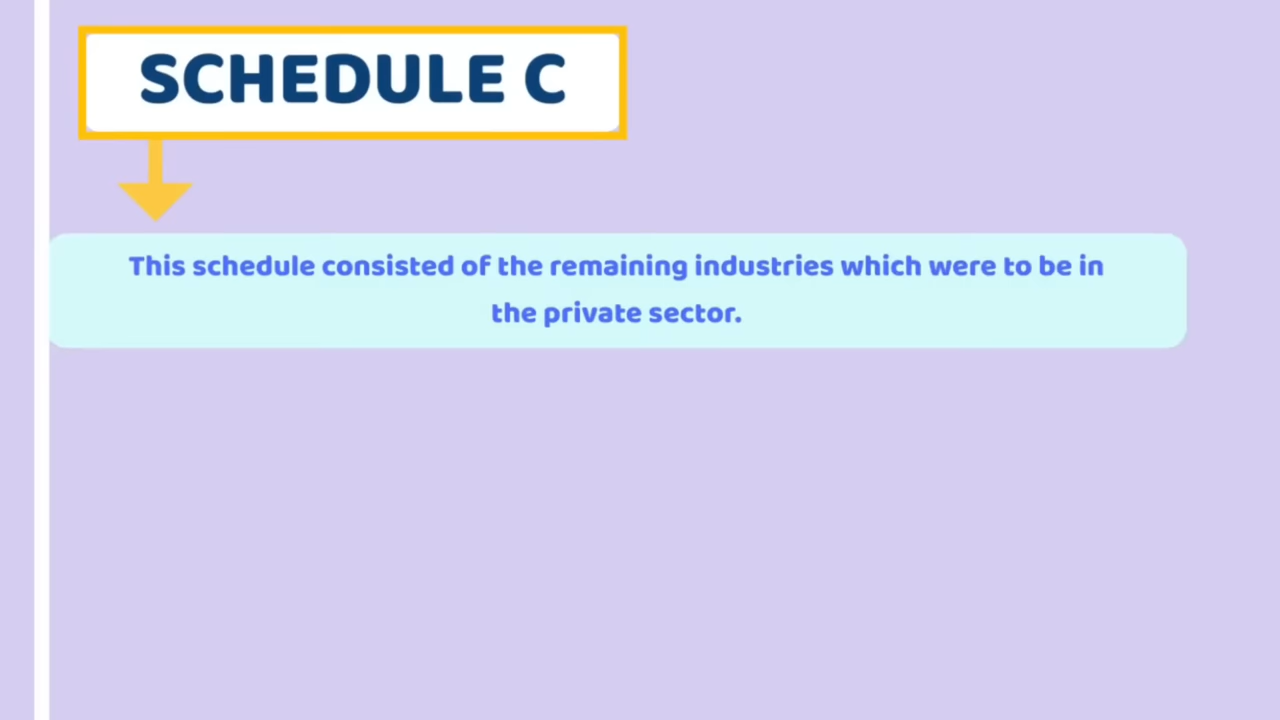 SCHEDULE C
This schedule consisted of the remaining industries which were to be in
the private sector.